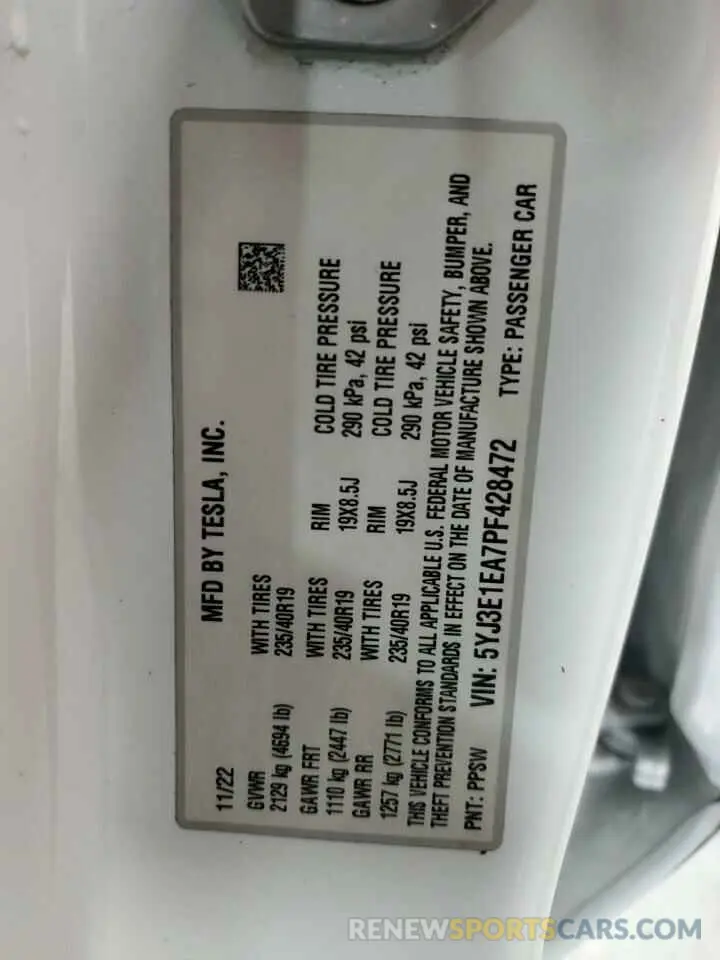 11/22 MFD BY TESLA, INC.
GVWR WITH TIRES RIM COLD TIRE PRESSURE
2129 kg (4694 lb) 235/40R19 19X8.5J 290 kPa, 42 psi
GAWR FRT WITH TIRES RIM COLD TIRE PRESSURE
1110 kg (2447 lb) 235/40R19 19X8.5J 290 kPa, 42 psi
GAWR RR WITH TIRES
1257 kg (2771 lb) 235/40R19
THIS VEHICLE CONFORMS TO ALL APPLICABLE U.S. FEDERAL MOTOR VEHICLE SAFETY, BUMPER, AND
THEFT PREVENTION STANDARDS IN EFFECT ON THE DATE OF MANUFACTURE SHOWN ABOVE.
PNT: PPSW VIN: 5YJ3E1EA7PF428472 TYPE: PASSENGER CAR
RENEWSPORTSCARS.COM